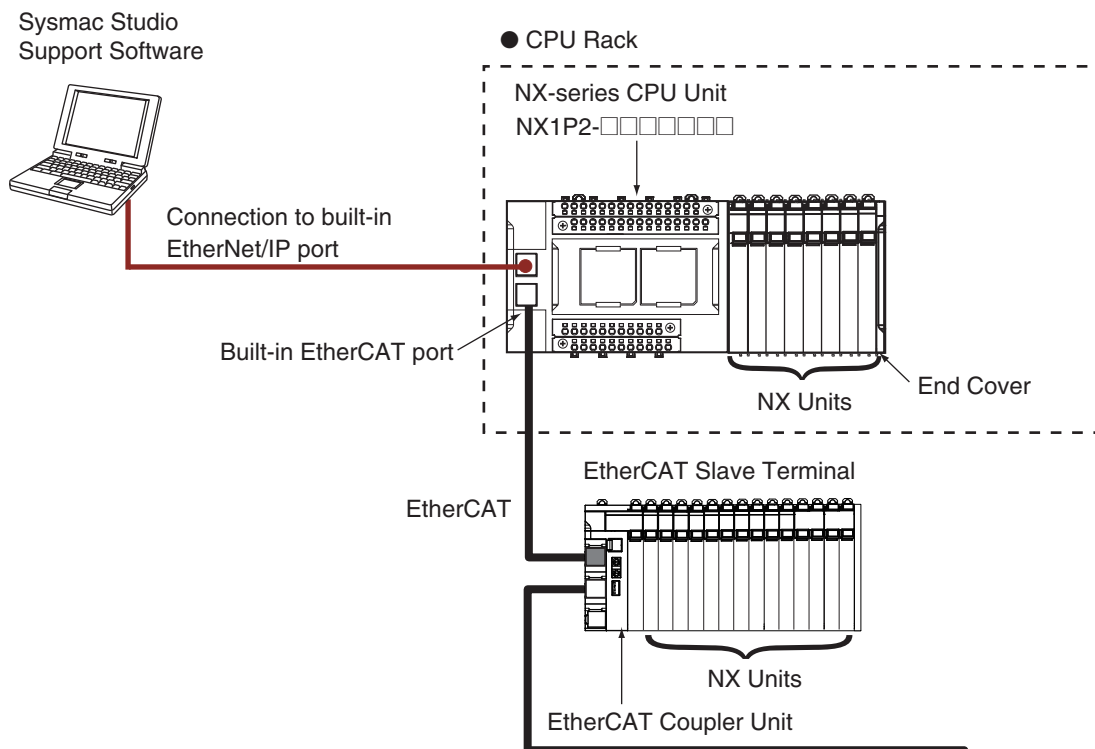 Sysmac Studio
Support Software
● CPU Rack
NX-series CPU Unit
NX1P2-□□□□□□□
Connection to built-in
EtherNet/IP port
Built-in EtherCAT port
End Cover
NX Units
EtherCAT Slave Terminal
EtherCAT
NX Units
EtherCAT Coupler Unit